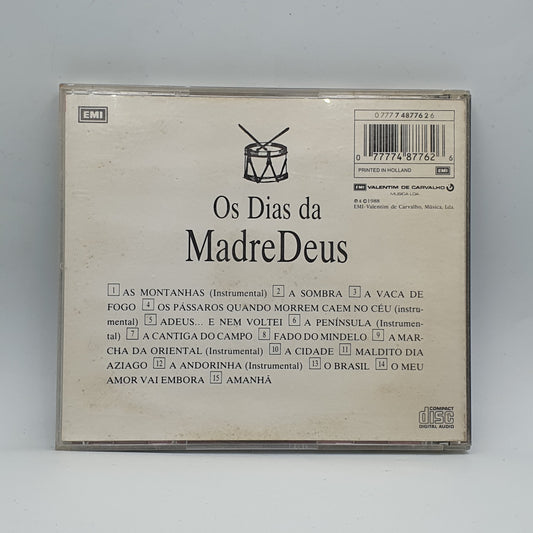 EMI
0 7777 48776 2 6
0 77774 87762 6
PRINTED IN HOLLAND EMI
EMI VALENTIM DE CARVALHO
MÚSICA LDA.
℗ & © 1988
EMI-Valentim de Carvalho, Música, Lda.
Os Dias da
MadreDeus
1 AS MONTANHAS (Instrumental) 2 A SOMBRA 3 A VACA DE
FOGO 4 OS PÁSSAROS QUANDO MORREM CAEM NO CÉU (instru-
mental) 5 ADEUS... E NEM VOLTEI 6 A PENÍNSULA (Instrumen-
tal) 7 A CANTIGA DO CAMPO 8 FADO DO MINDELO 9 A MAR-
CHA DA ORIENTAL (Instrumental) 10 A CIDADE 11 MALDITO DIA
AZIAGO 12 A ANDORINHA (Instrumental) 13 O BRASIL 14 O MEU
AMOR VAI EMBORA 15 AMANHÃ
COMPACT
disc
DIGITAL AUDIO